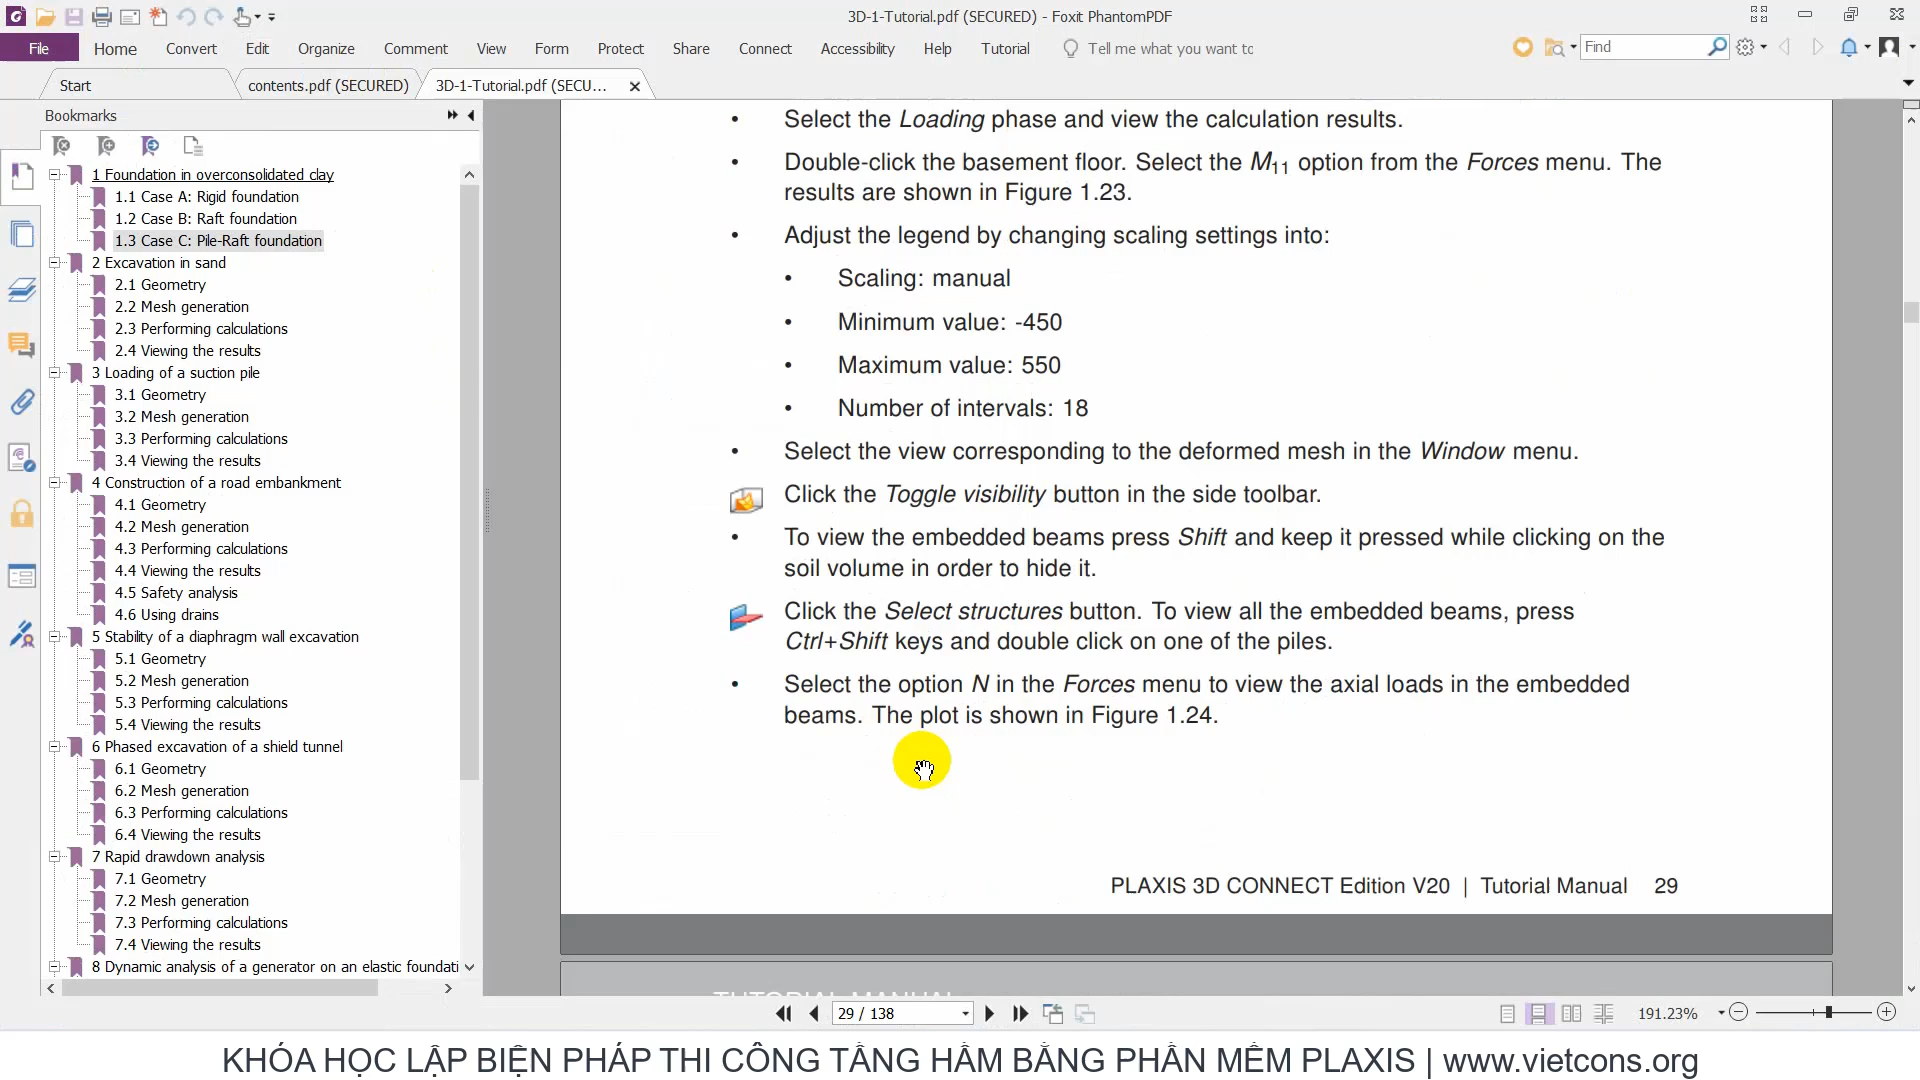 3D-1-Tutorial.pdf (SECURED) - Foxit PhantomPDF
File Home Convert Edit Organize Comment View Form Protect Share Connect Accessibility Help Tutorial Tell me what you want to Find
Start contents.pdf (SECURED) 3D-1-Tutorial.pdf (SECU...
Bookmarks
1 Foundation in overconsolidated clay
1.1 Case A: Rigid foundation
1.2 Case B: Raft foundation
1.3 Case C: Pile-Raft foundation
2 Excavation in sand
2.1 Geometry
2.2 Mesh generation
2.3 Performing calculations
2.4 Viewing the results
3 Loading of a suction pile
3.1 Geometry
3.2 Mesh generation
3.3 Performing calculations
3.4 Viewing the results
4 Construction of a road embankment
4.1 Geometry
4.2 Mesh generation
4.3 Performing calculations
4.4 Viewing the results
4.5 Safety analysis
4.6 Using drains
5 Stability of a diaphragm wall excavation
5.1 Geometry
5.2 Mesh generation
5.3 Performing calculations
5.4 Viewing the results
6 Phased excavation of a shield tunnel
6.1 Geometry
6.2 Mesh generation
6.3 Performing calculations
6.4 Viewing the results
7 Rapid drawdown analysis
7.1 Geometry
7.2 Mesh generation
7.3 Performing calculations
7.4 Viewing the results
8 Dynamic analysis of a generator on an elastic foundati
• Select the Loading phase and view the calculation results.
• Double-click the basement floor. Select the M11 option from the Forces menu. The
results are shown in Figure 1.23.
• Adjust the legend by changing scaling settings into:
• Scaling: manual
• Minimum value: -450
• Maximum value: 550
• Number of intervals: 18
• Select the view corresponding to the deformed mesh in the Window menu.
Click the Toggle visibility button in the side toolbar.
• To view the embedded beams press Shift and keep it pressed while clicking on the
soil volume in order to hide it.
Click the Select structures button. To view all the embedded beams, press
Ctrl+Shift keys and double click on one of the piles.
• Select the option N in the Forces menu to view the axial loads in the embedded
beams. The plot is shown in Figure 1.24.
PLAXIS 3D CONNECT Edition V20 | Tutorial Manual 29
TUTORIAL MANUAL
29 / 138
191.23%
KHÓA HỌC LẬP BIỆN PHÁP THI CÔNG TẦNG HẦM BẰNG PHẦN MỀM PLAXIS | www.vietcons.org